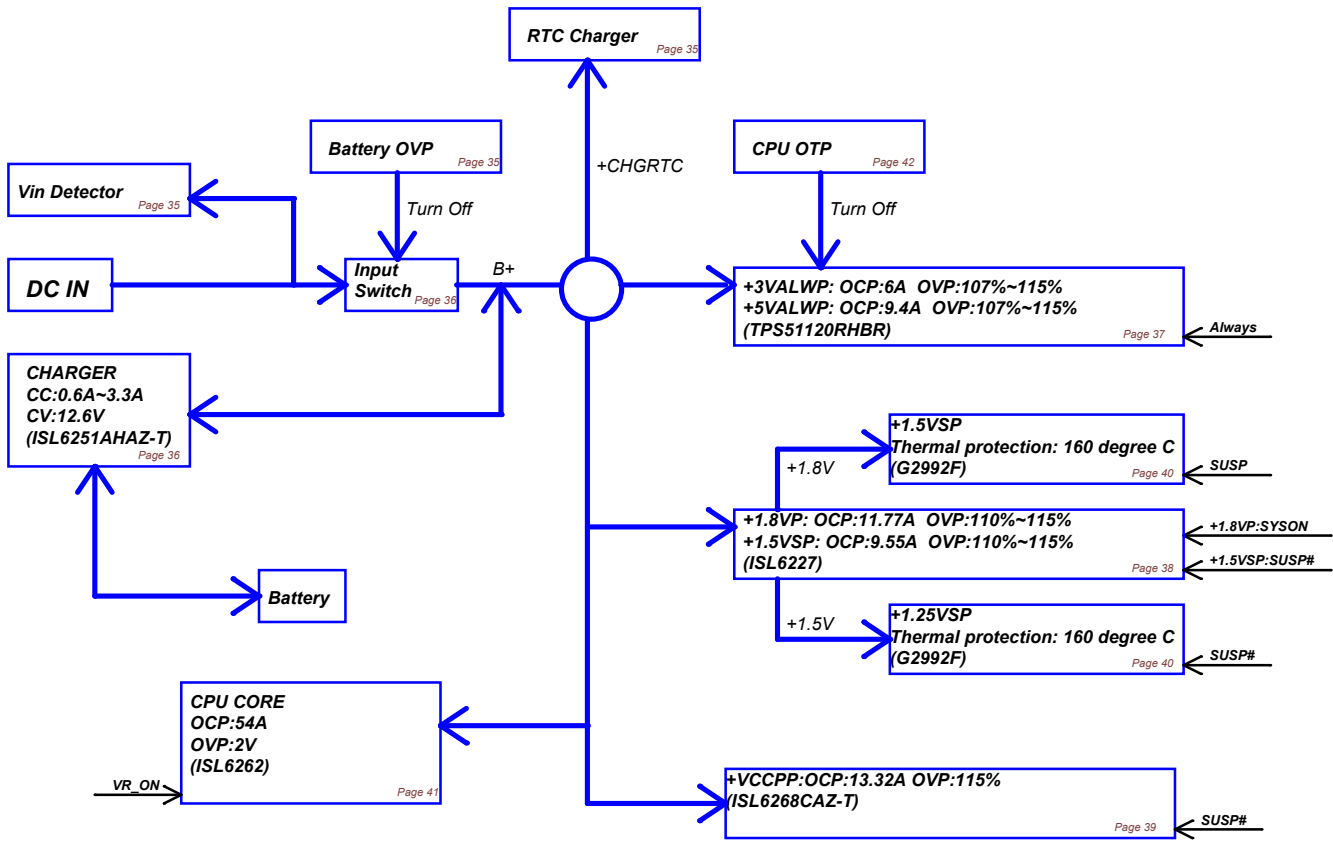 RTC Charger
Page 35
Battery OVP
Page 35
CPU OTP
Page 42
+CHGRTC
Vin Detector
Page 35
Turn Off
Turn Off
DC IN
Input
Switch
Page 36
B+
+3VALWP: OCP:6A OVP:107%~115%
+5VALWP: OCP:9.4A OVP:107%~115%
(TPS51120RHBR)
Page 37
Always
CHARGER
CC:0.6A~3.3A
CV:12.6V
(ISL6251AHAZ-T)
Page 36
+1.8V
+1.5VSP
Thermal protection: 160 degree C
(G2992F)
Page 40
SUSP
+1.8VP: OCP:11.77A OVP:110%~115%
+1.5VSP: OCP:9.55A OVP:110%~115%
(ISL6227)
Page 38
+1.8VP:SYSON
+1.5VSP:SUSP#
Battery
+1.5V
+1.25VSP
Thermal protection: 160 degree C
(G2992F)
Page 40
SUSP#
CPU CORE
OCP:54A
OVP:2V
(ISL6262)
Page 41
VR_ON
+VCCPP:OCP:13.32A OVP:115%
(ISL6268CAZ-T)
Page 39
SUSP#